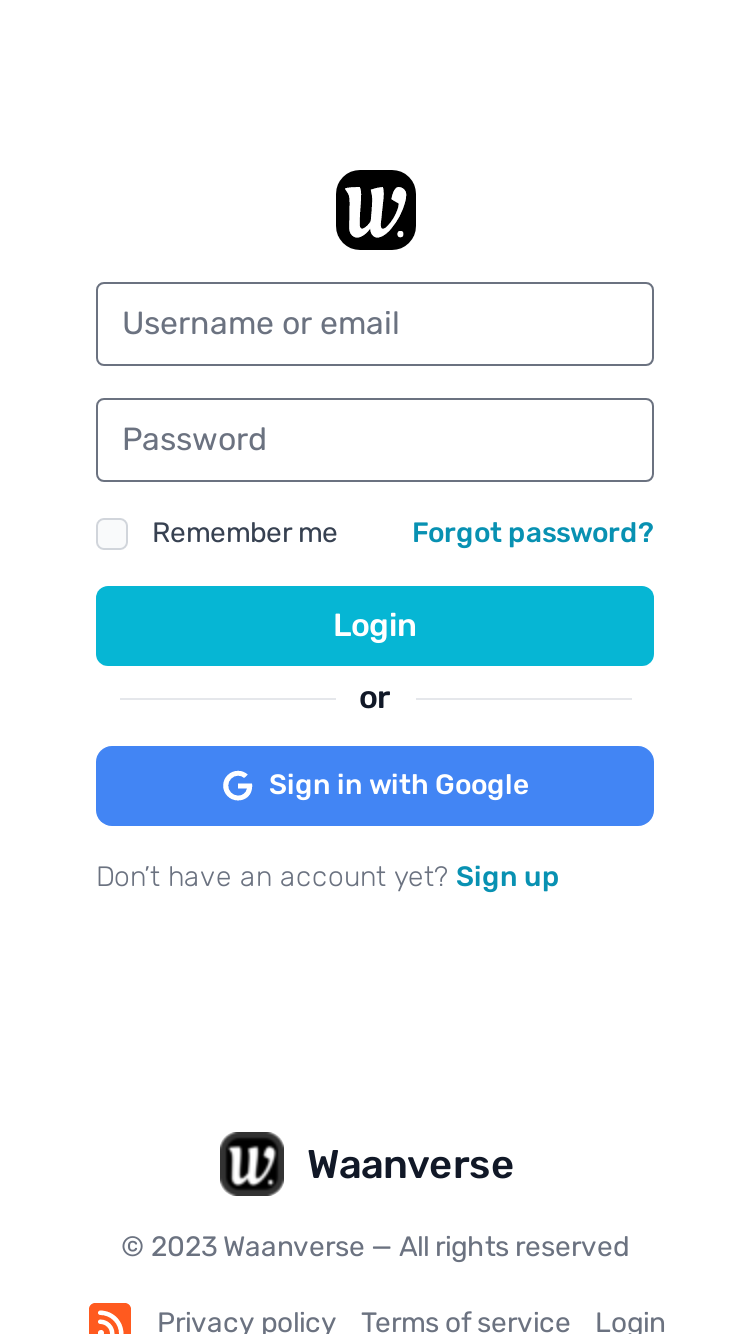 W.
Username or email
Password
Remember me Forgot password?
Login
or
G Sign in with Google
Don’t have an account yet? Sign up
W. Waanverse
© 2023 Waanverse — All rights reserved
Privacy policy Terms of service Login